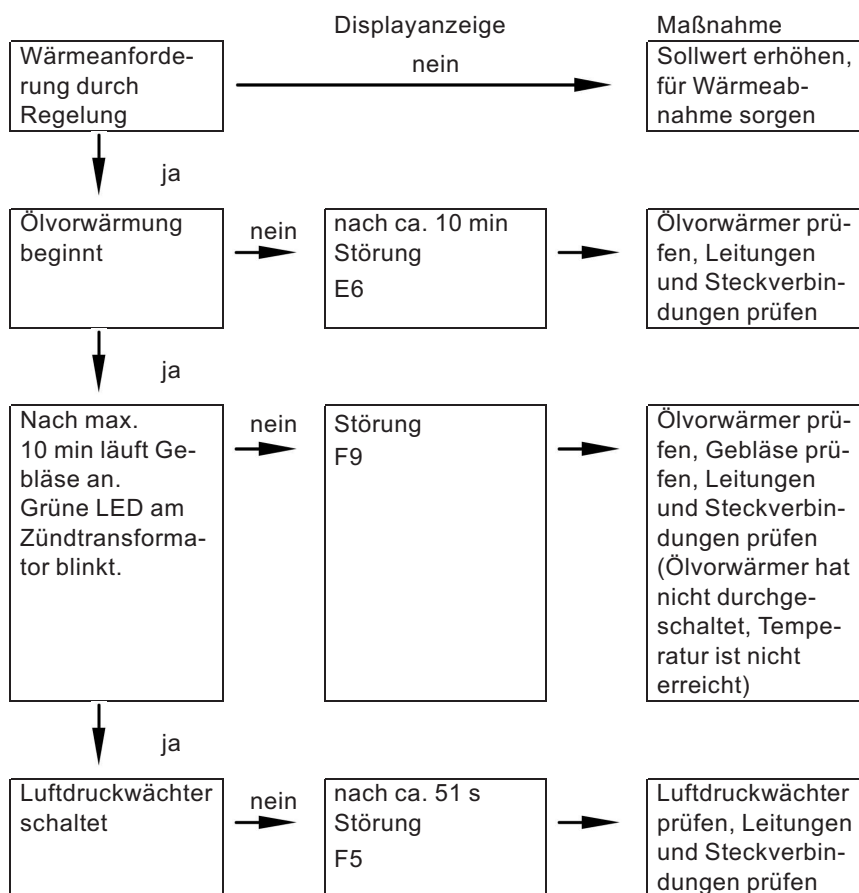 Displayanzeige
Maßnahme
Wärmeanforde-
rung durch
Regelung
nein
Sollwert erhöhen,
für Wärmeab-
nahme sorgen
ja
Ölvorwärmung
beginnt
nein
nach ca. 10 min
Störung
E6
Ölvorwärmer prü-
fen, Leitungen
und Steckverbin-
dungen prüfen
ja
Nach max.
10 min läuft Ge-
bläse an.
Grüne LED am
Zündtransforma-
tor blinkt.
nein
Störung
F9
Ölvorwärmer prü-
fen, Gebläse prü-
fen, Leitungen
und Steckverbin-
dungen prüfen
(Ölvorwärmer hat
nicht durchge-
schaltet, Tempe-
ratur ist nicht
erreicht)
ja
Luftdruckwächter
schaltet
nein
nach ca. 51 s
Störung
F5
Luftdruckwächter
prüfen, Leitungen
und Steckverbin-
dungen prüfen